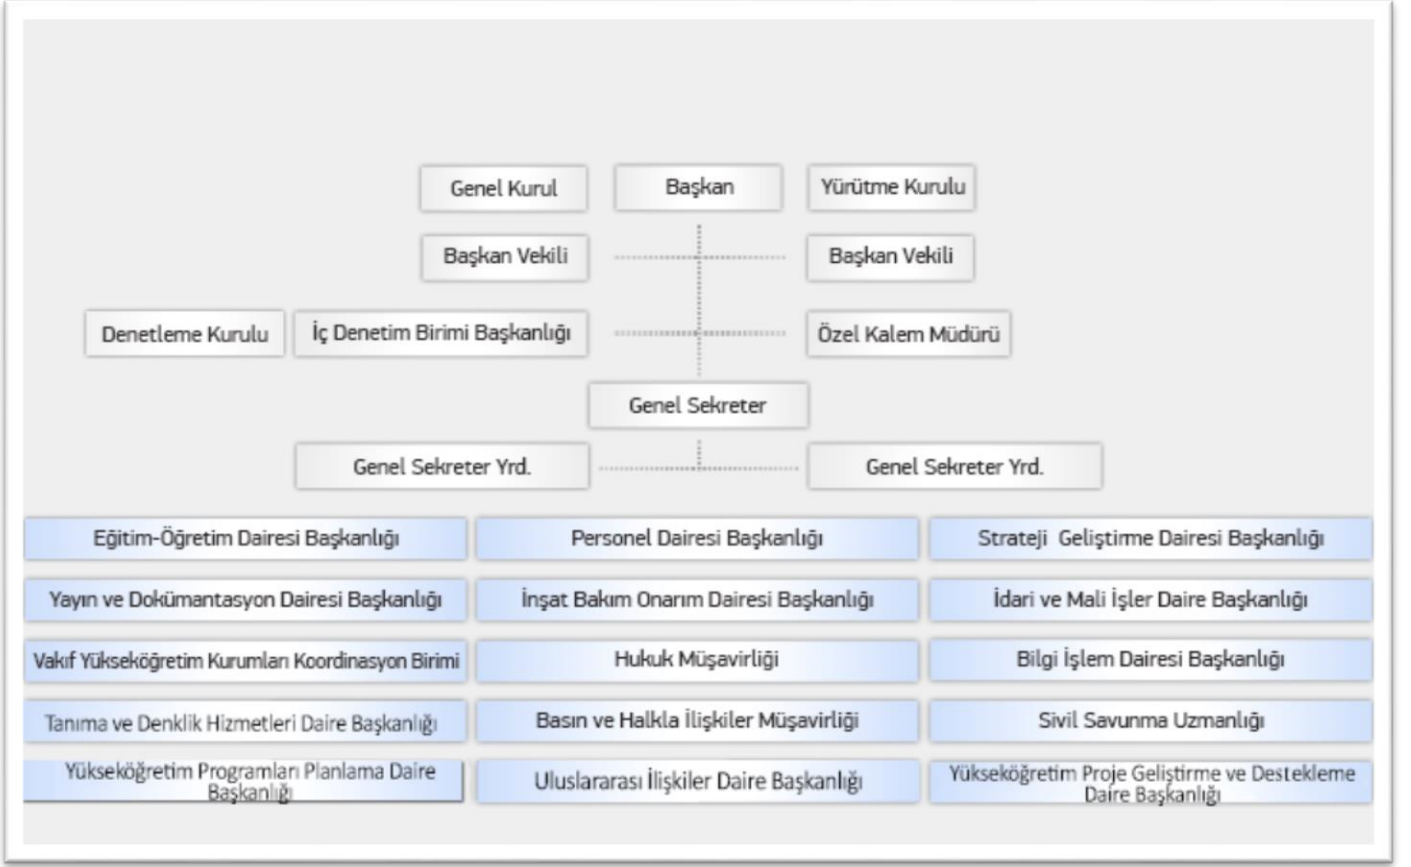 Genel Kurul
Başkan
Yürütme Kurulu
Başkan Vekili
Başkan Vekili
Denetleme Kurulu
İç Denetim Birimi Başkanlığı
Özel Kalem Müdürü
Genel Sekreter
Genel Sekreter Yrd.
Genel Sekreter Yrd.
Eğitim-Öğretim Dairesi Başkanlığı
Personel Dairesi Başkanlığı
Strateji Geliştirme Dairesi Başkanlığı
Yayın ve Dokümantasyon Dairesi Başkanlığı
İnşat Bakım Onarım Dairesi Başkanlığı
İdari ve Mali İşler Daire Başkanlığı
Vakıf Yükseköğretim Kurumları Koordinasyon Birimi
Hukuk Müşavirliği
Bilgi İşlem Dairesi Başkanlığı
Tanıma ve Denklik Hizmetleri Daire Başkanlığı
Basın ve Halkla İlişkiler Müşavirliği
Sivil Savunma Uzmanlığı
Yükseköğretim Programları Planlama Daire
Başkanlığı
Uluslararası İlişkiler Daire Başkanlığı
Yükseköğretim Proje Geliştirme ve Destekleme
Daire Başkanlığı